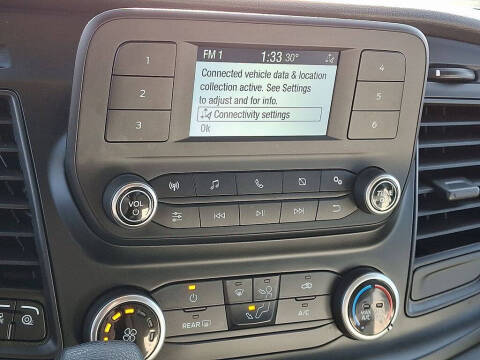 FM 1 1:33 30°
Connected vehicle data & location
collection active. See Settings
to adjust and for info.
Connectivity settings
Ok
1
2
3
4
5
6
VOL
TUNE
REAR
A/C
MAX
A/C